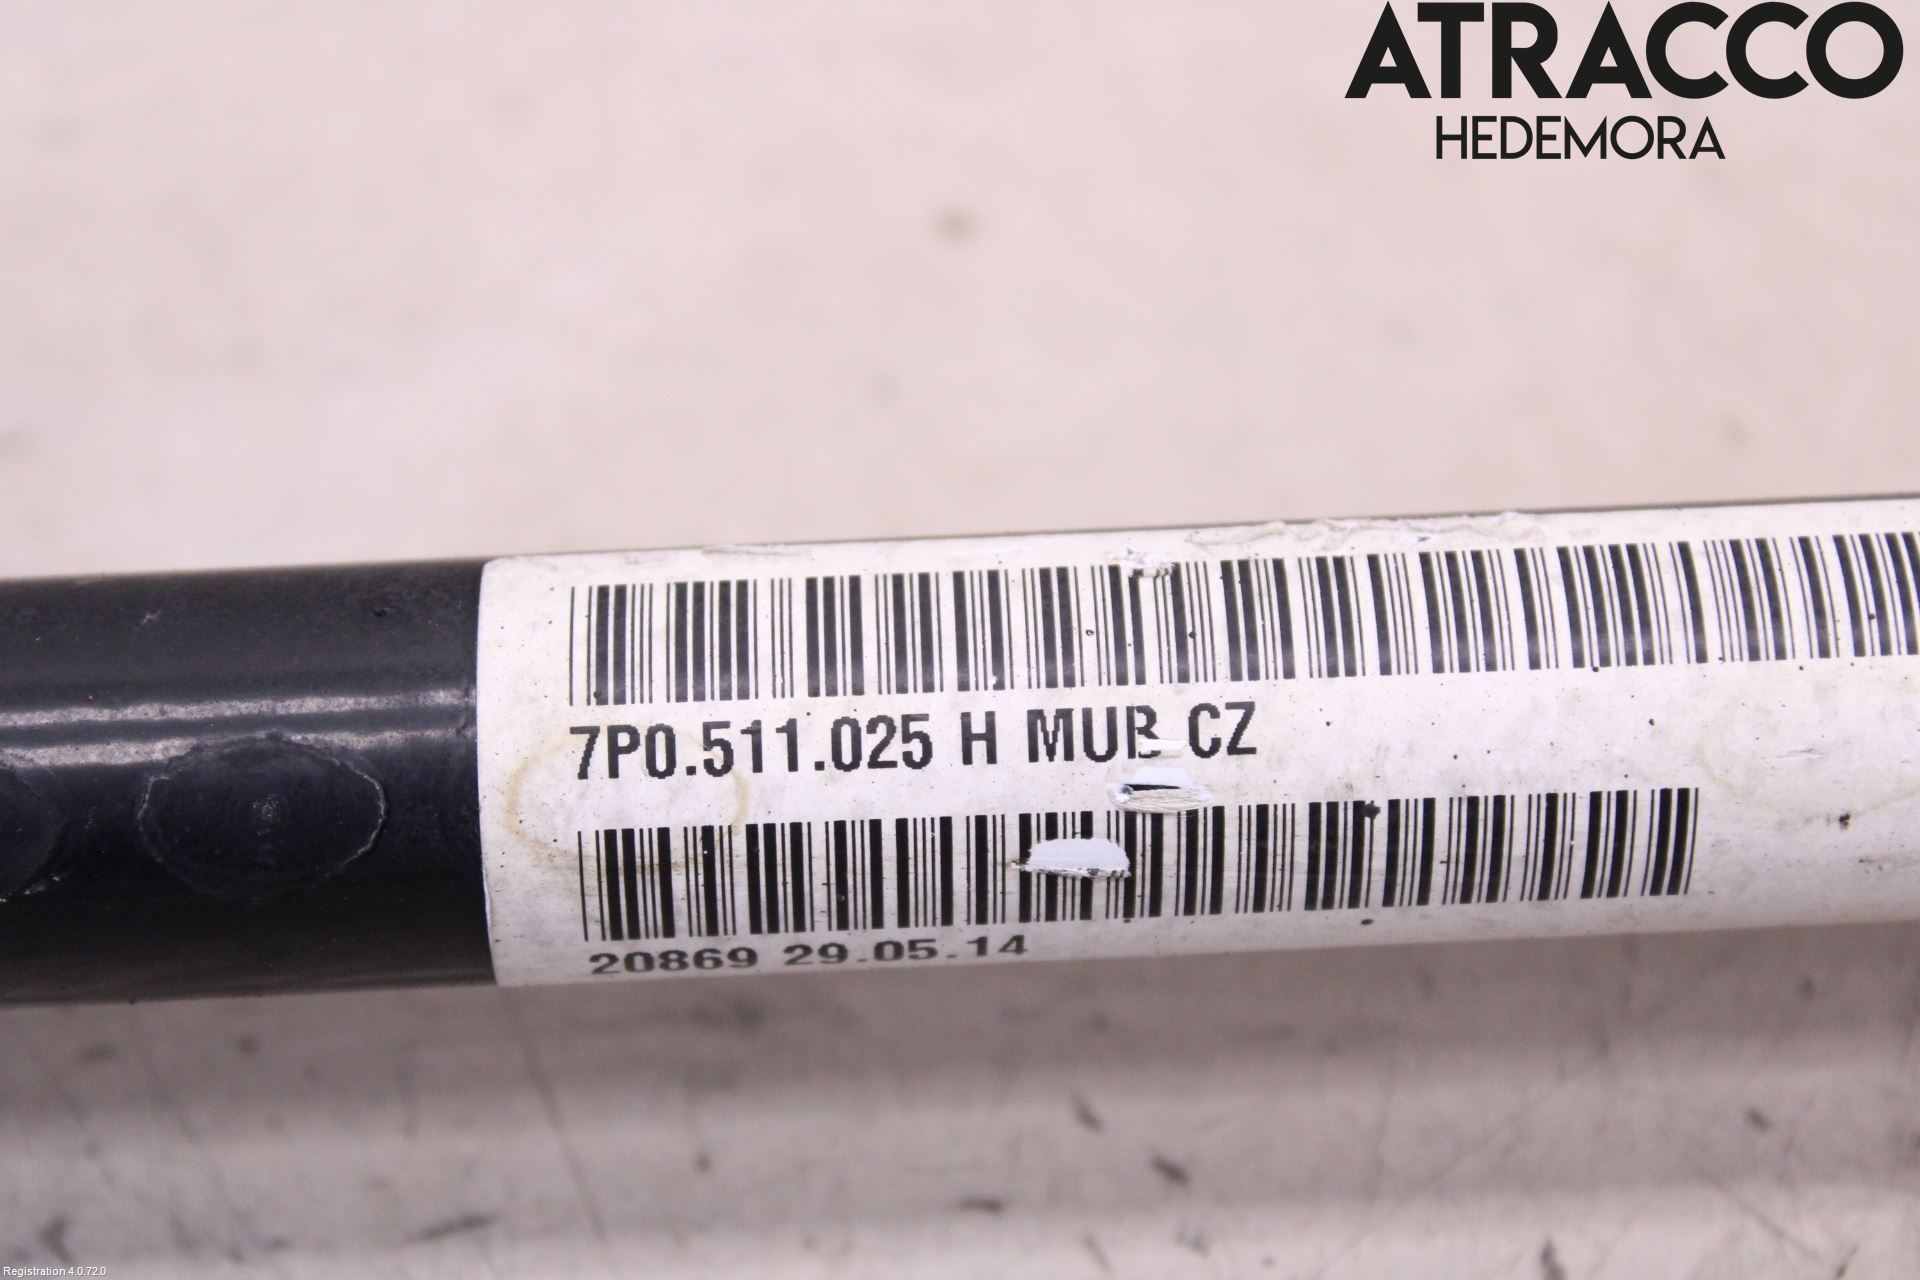 ATRACCO
HEDEMORA
7P0.511.025 H MUB CZ
20869 29.05.14
Registration 4.0.72.0